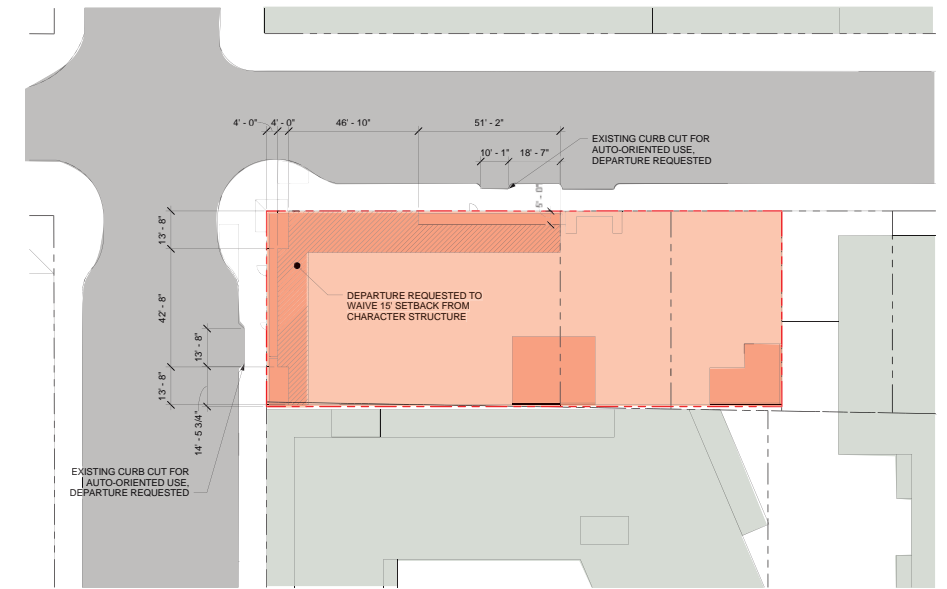 4' - 0"
4' - 0"
46' - 10"
51' - 2"
10' - 1"
18' - 7"
EXISTING CURB CUT FOR
AUTO-ORIENTED USE,
DEPARTURE REQUESTED
5' - 0"
13' - 8"
42' - 8"
13' - 8"
13' - 8"
14' - 5 3/4"
DEPARTURE REQUESTED TO
WAIVE 15' SETBACK FROM
CHARACTER STRUCTURE
EXISTING CURB CUT FOR
AUTO-ORIENTED USE,
DEPARTURE REQUESTED